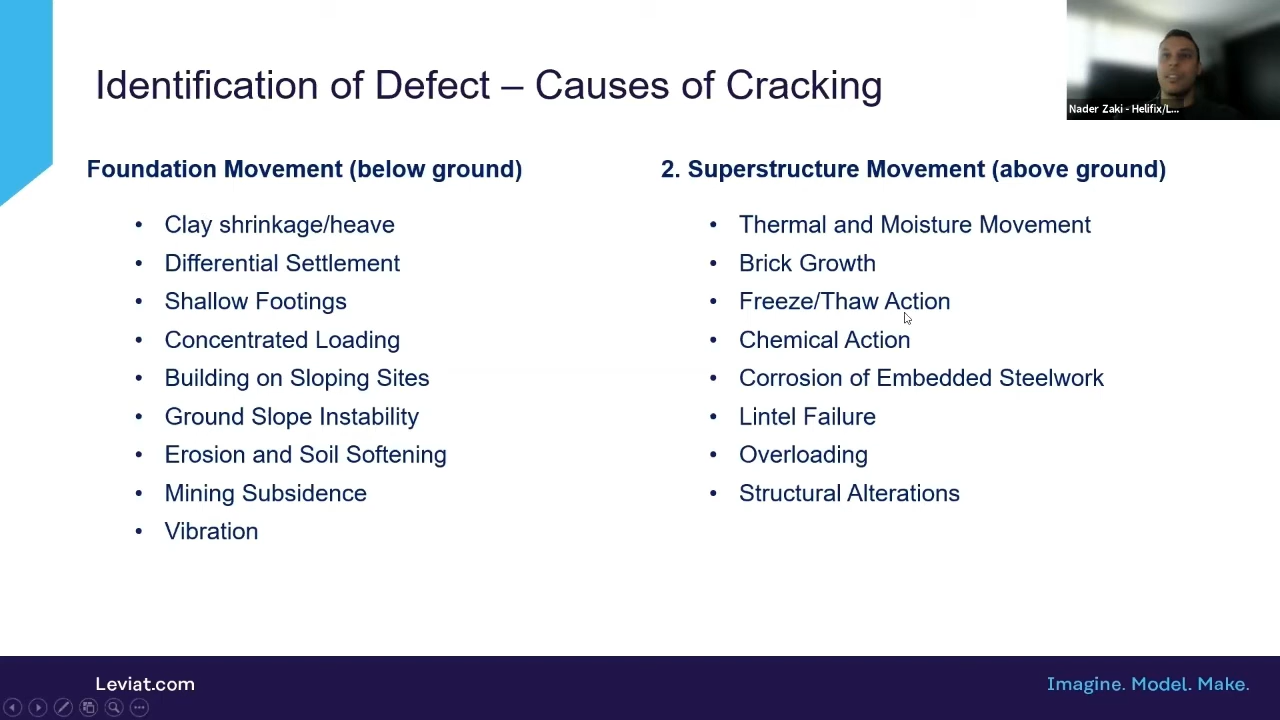 Identification of Defect – Causes of Cracking
Nader Zaki - Helifix/L...
Foundation Movement (below ground)
• Clay shrinkage/heave
• Differential Settlement
• Shallow Footings
• Concentrated Loading
• Building on Sloping Sites
• Ground Slope Instability
• Erosion and Soil Softening
• Mining Subsidence
• Vibration
2. Superstructure Movement (above ground)
• Thermal and Moisture Movement
• Brick Growth
• Freeze/Thaw Action
• Chemical Action
• Corrosion of Embedded Steelwork
• Lintel Failure
• Overloading
• Structural Alterations
Leviat.com
Imagine. Model. Make.